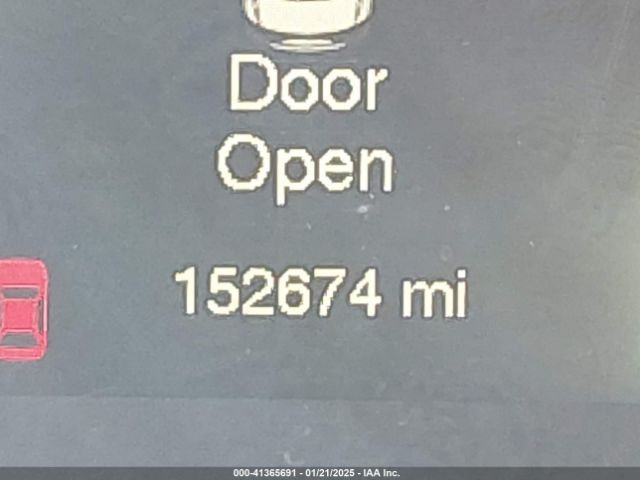 Door
Open
152674 mi
000-41365691 - 01/21/2025 - IAA Inc.